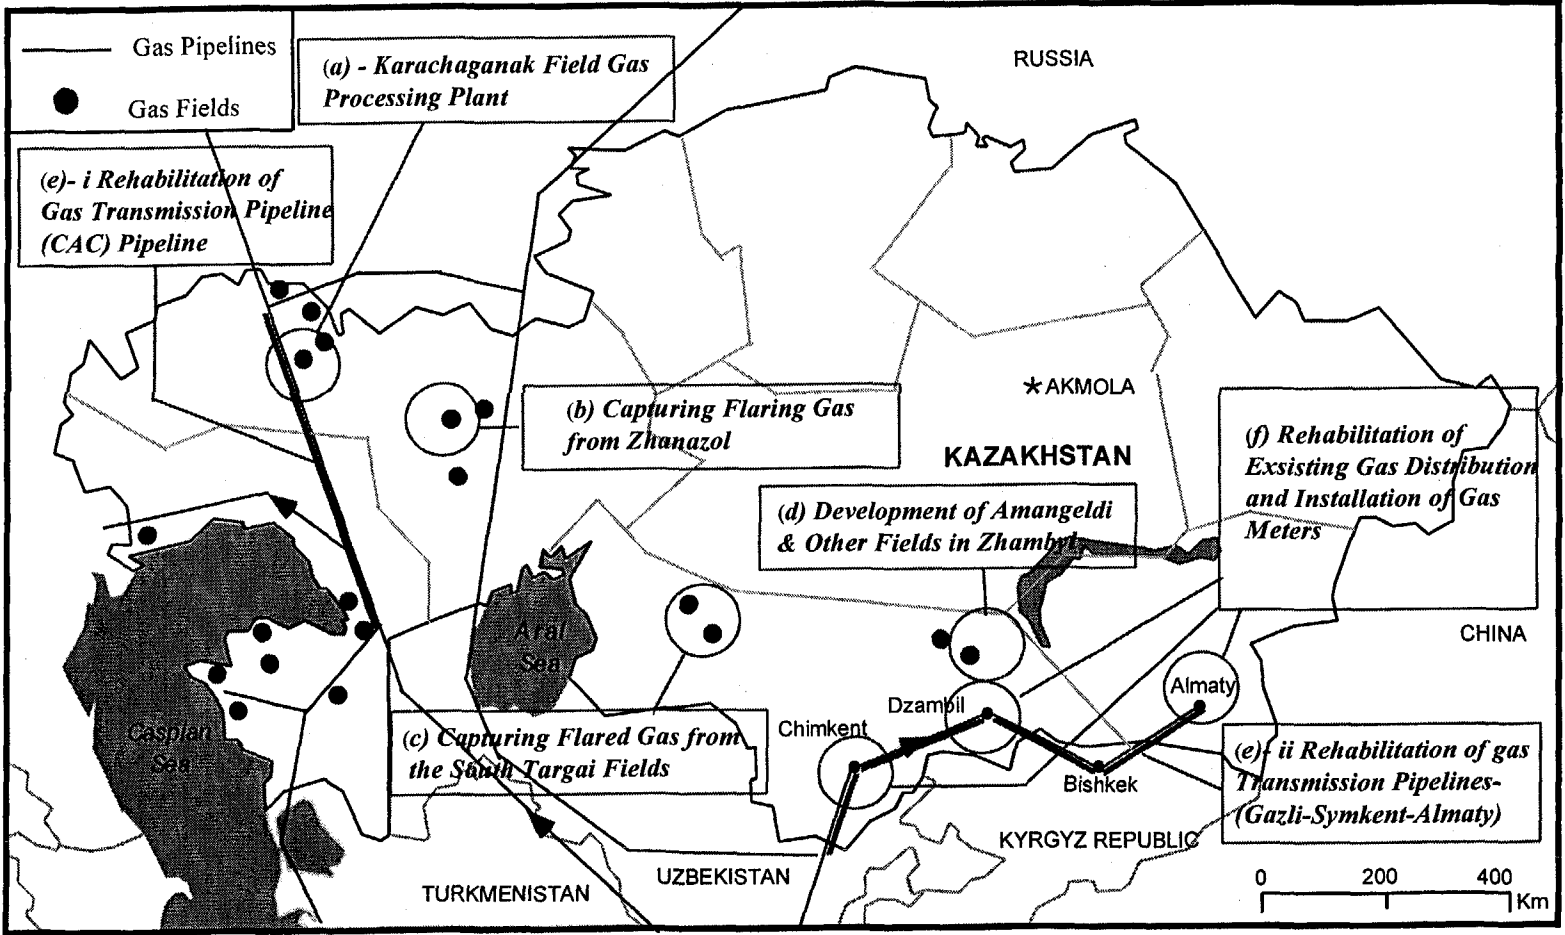 Gas Pipelines
Gas Fields
(a) - Karachaganak Field Gas
Processing Plant
RUSSIA
(e)- i Rehabilitation of
Gas Transmission Pipeline
(CAC) Pipeline
AKMOLA
(b) Capturing Flaring Gas
from Zhanazol
KAZAKHSTAN
(f) Rehabilitation of
Exsisting Gas Distribution
and Installation of Gas
Meters
(d) Development of Amangeldi
& Other Fields in Zhambyl
CHINA
Aral
Sea
Almaty
Dzambil
Chimkent
Caspian
Sea
(c) Capturing Flared Gas from
the South Targai Fields
(e)- ii Rehabilitation of gas
Transmission Pipelines-
(Gazli-Symkent-Almaty)
Bishkek
KYRGYZ REPUBLIC
UZBEKISTAN
TURKMENISTAN
0 200 400
Km